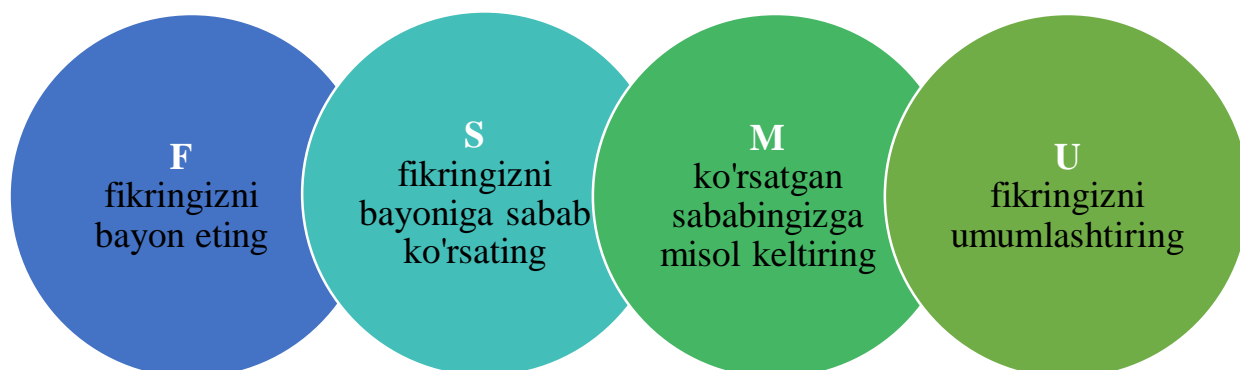 F
fikringizni
bayon eting
S
fikringizni
bayoniga sabab
ko'rsating
M
ko'rsatgan
sababingizga
misol keltiring
U
fikringizni
umumlashtiring